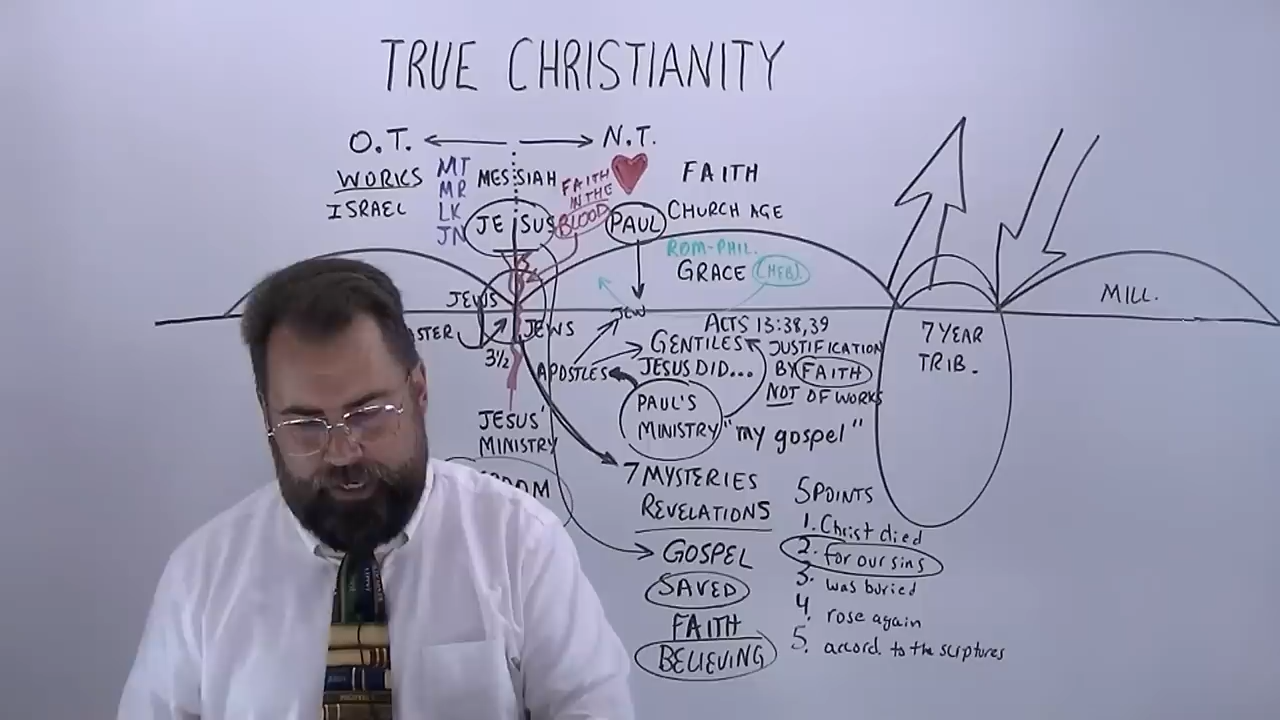 TRUE CHRISTIANITY
O.T. N.T.
WORKS
ISRAEL
MT
MR
LK
JN
MESSIAH
JESUS
FAITH
IN THE
BLOOD
PAUL
FAITH
CHURCH AGE
ROM-PHIL.
GRACE (HEB).
JEWS
JEWS
3½
JEW
APOSTLES
GENTILES
JESUS DID...
ACTS 13:38,39
JUSTIFICATION
BY FAITH
NOT OF WORKS
PAUL'S
MINISTRY
"my gospel"
JESUS'
MINISTRY
7 MYSTERIES
REVELATIONS
GOSPEL
SAVED
FAITH
BELIEVING
5 POINTS
1. Christ died
2. for our sins
3. was buried
4. rose again
5. accord. to the scriptures
7 YEAR
TRIB.
MILL.